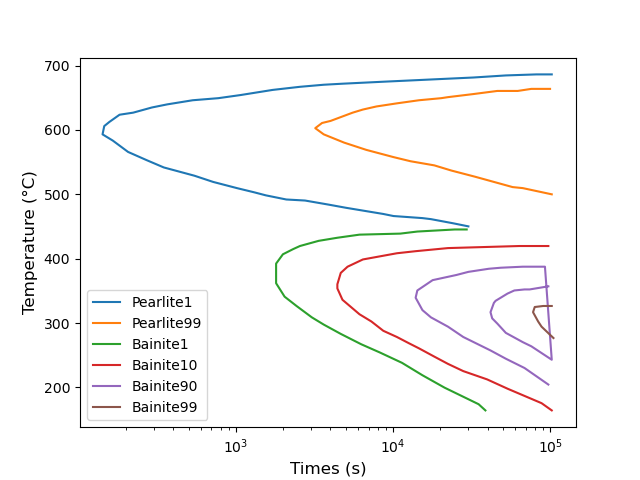 700
600
500
400
300
200
Temperature (°C)
Pearlite1
Pearlite99
Bainite1
Bainite10
Bainite90
Bainite99
10³
10⁴
10⁵
Times (s)